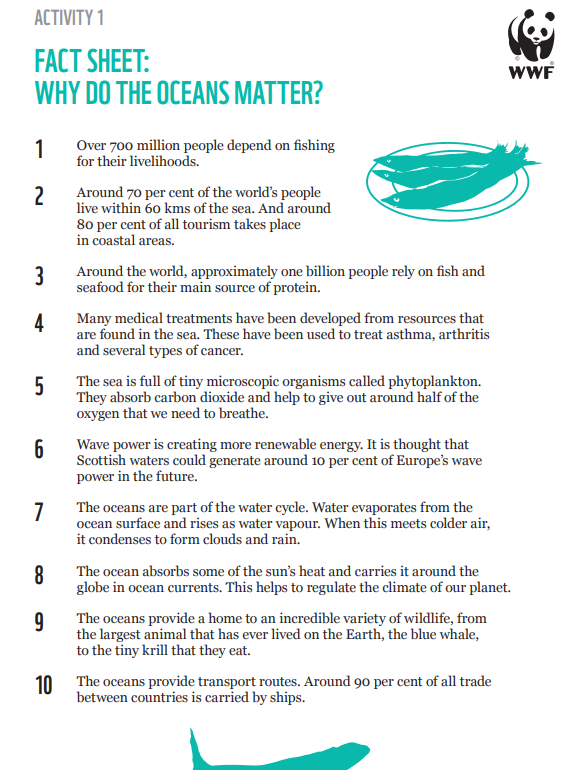 ACTIVITY 1
WWF
FACT SHEET:
WHY DO THE OCEANS MATTER?
1 Over 700 million people depend on fishing
for their livelihoods.
2 Around 70 per cent of the world's people
live within 60 kms of the sea. And around
80 per cent of all tourism takes place
in coastal areas.
3 Around the world, approximately one billion people rely on fish and
seafood for their main source of protein.
4 Many medical treatments have been developed from resources that
are found in the sea. These have been used to treat asthma, arthritis
and several types of cancer.
5 The sea is full of tiny microscopic organisms called phytoplankton.
They absorb carbon dioxide and help to give out around half of the
oxygen that we need to breathe.
6 Wave power is creating more renewable energy. It is thought that
Scottish waters could generate around 10 per cent of Europe's wave
power in the future.
7 The oceans are part of the water cycle. Water evaporates from the
ocean surface and rises as water vapour. When this meets colder air,
it condenses to form clouds and rain.
8 The ocean absorbs some of the sun's heat and carries it around the
globe in ocean currents. This helps to regulate the climate of our planet.
9 The oceans provide a home to an incredible variety of wildlife, from
the largest animal that has ever lived on the Earth, the blue whale,
to the tiny krill that they eat.
10 The oceans provide transport routes. Around 90 per cent of all trade
between countries is carried by ships.